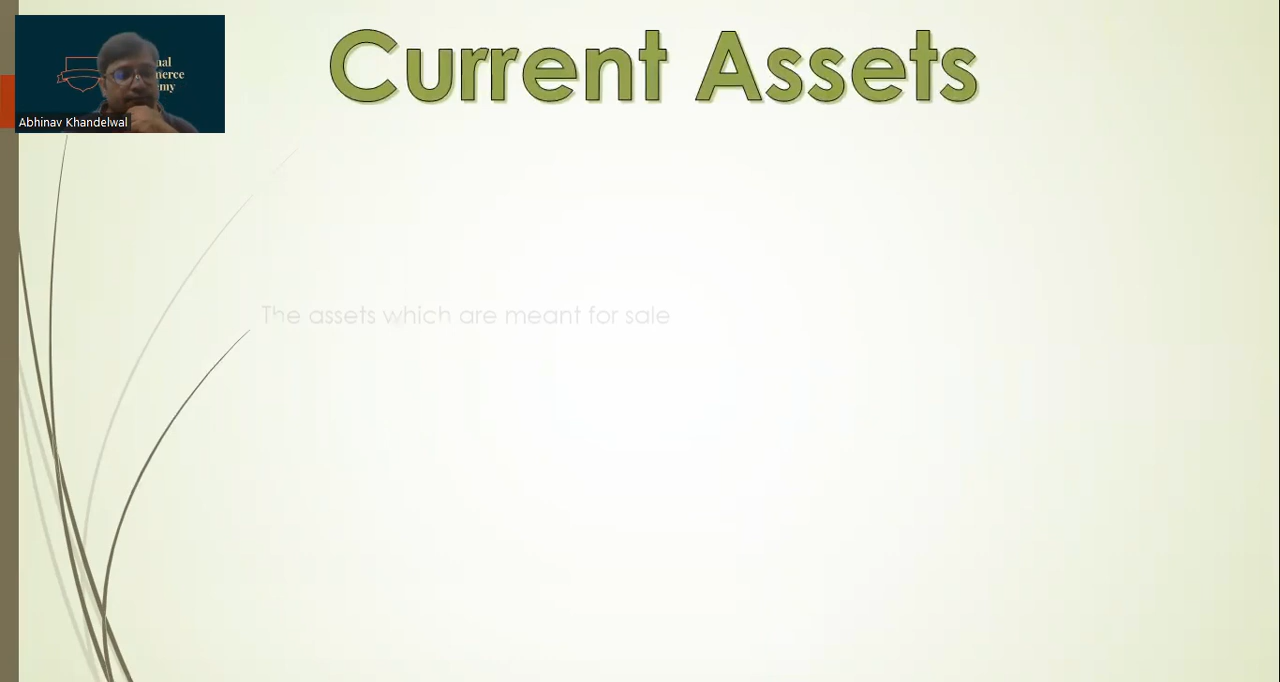 Current Assets
Abhinav Khandelwal
The assets which are meant for sale